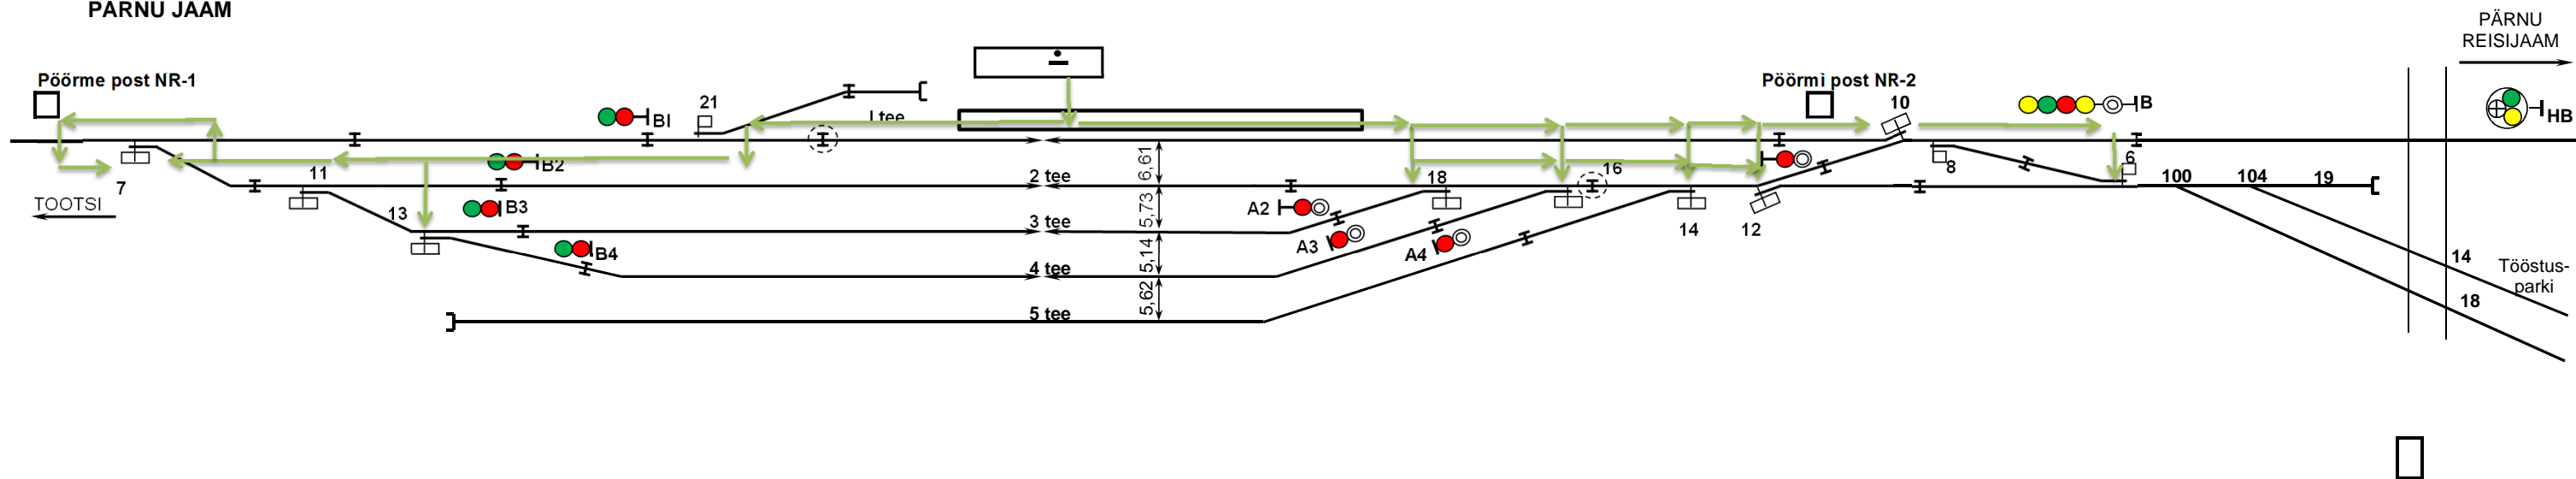 PÄRNU JAAM
PÄRNU
REISIJAAM
Pöörme post NR-1
Pöörmi post NR-2
21
10
B
HB
B1
I tee
7
11
B2
6,61
2 tee
18
16
8
6
100
104
19
TOOTSI
13
B3
5,73
3 tee
A2
14
12
B4
5,14
A3
A4
4 tee
14
Tööstus-
parki
5,62
5 tee
18